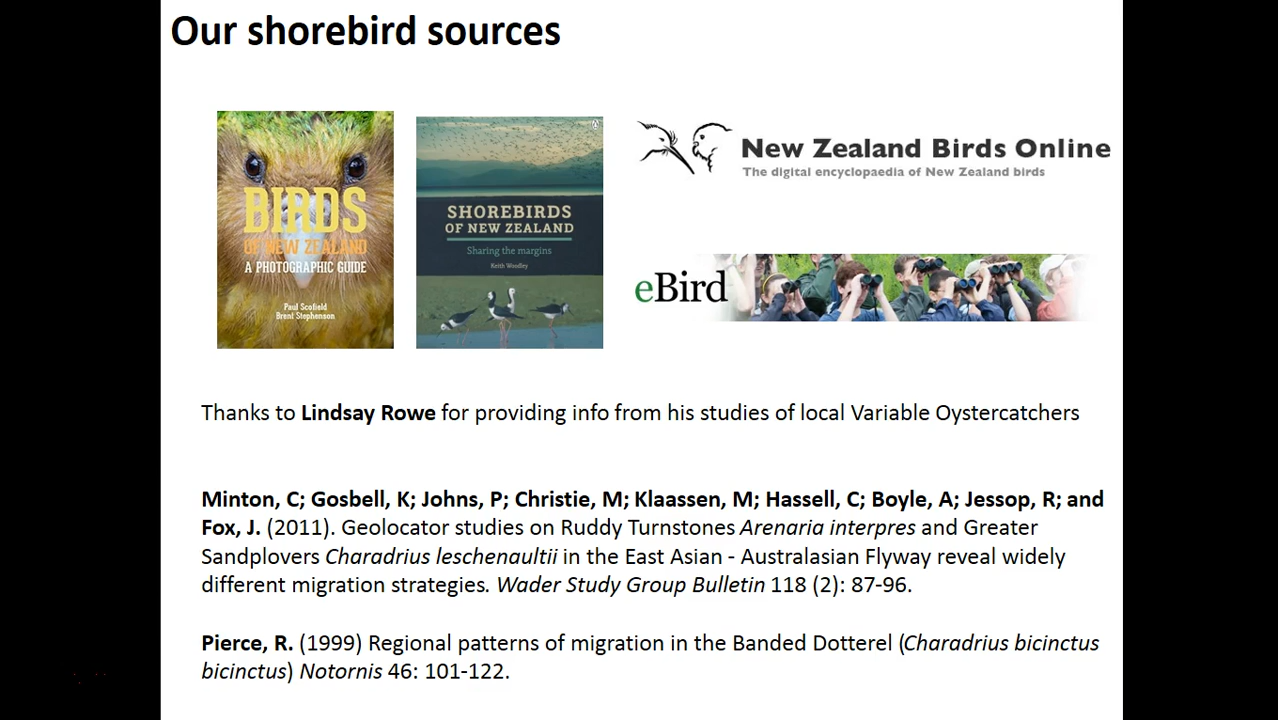 Our shorebird sources
BIRDS
OF NEW ZEALAND
A PHOTOGRAPHIC GUIDE
Paul Scofield
Brent Stephenson
SHOREBIRDS
OF NEW ZEALAND
Sharing the margins
Keith Woodley
New Zealand Birds Online
The digital encyclopaedia of New Zealand birds
eBird
Thanks to Lindsay Rowe for providing info from his studies of local Variable Oystercatchers
Minton, C; Gosbell, K; Johns, P; Christie, M; Klaassen, M; Hassell, C; Boyle, A; Jessop, R; and
Fox, J. (2011). Geolocator studies on Ruddy Turnstones Arenaria interpres and Greater
Sandplovers Charadrius leschenaultii in the East Asian - Australasian Flyway reveal widely
different migration strategies. Wader Study Group Bulletin 118 (2): 87-96.
Pierce, R. (1999) Regional patterns of migration in the Banded Dotterel (Charadrius bicinctus
bicinctus) Notornis 46: 101-122.